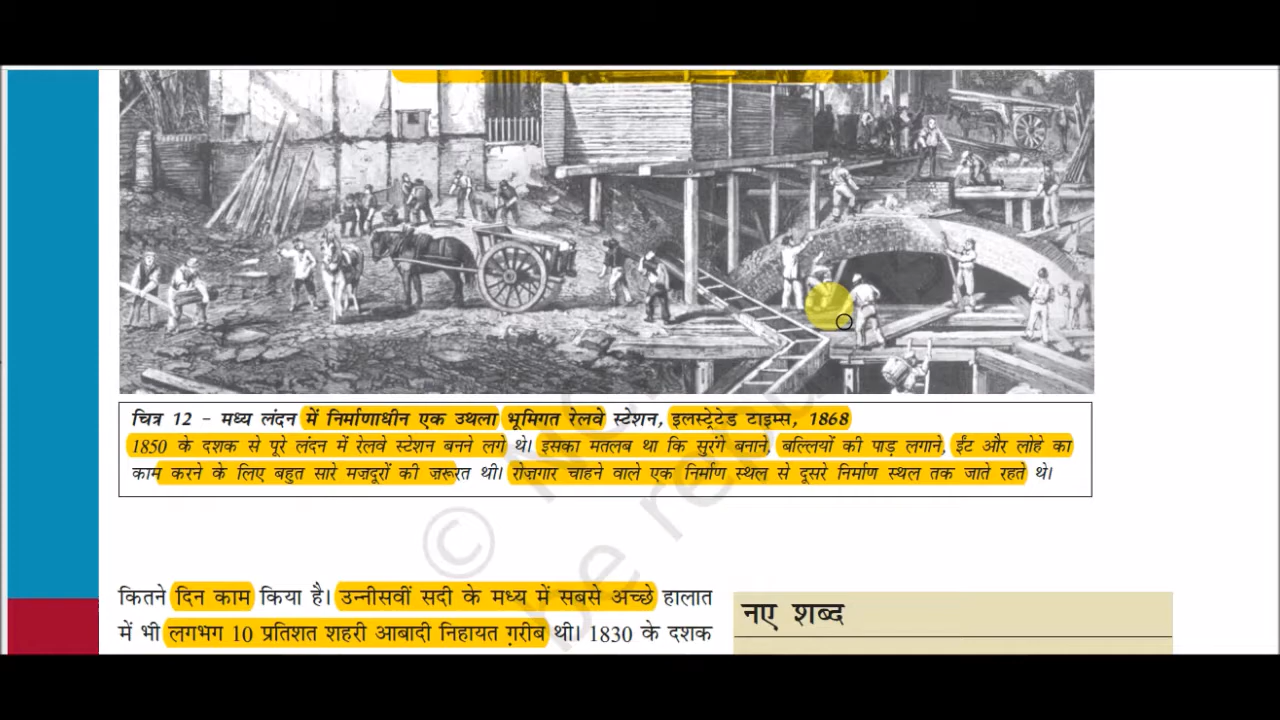 चित्र 12 - मध्य लंदन में निर्माणाधीन एक उथला भूमिगत रेलवे स्टेशन, इलस्ट्रेटेड टाइम्स, 1868
1850 के दशक से पूरे लंदन में रेलवे स्टेशन बनने लगे थे। इसका मतलब था कि सुरंगे बनाने, बल्लियों की पाड़ लगाने, ईंट और लोहे का
काम करने के लिए बहुत सारे मज़दूरों की ज़रूरत थी। रोज़गार चाहने वाले एक निर्माण स्थल से दूसरे निर्माण स्थल तक जाते रहते थे।
कितने दिन काम किया है। उन्नीसवीं सदी के मध्य में सबसे अच्छे हालात
में भी लगभग 10 प्रतिशत शहरी आबादी निहायत ग़रीब थी। 1830 के दशक
नए शब्द
©
be re